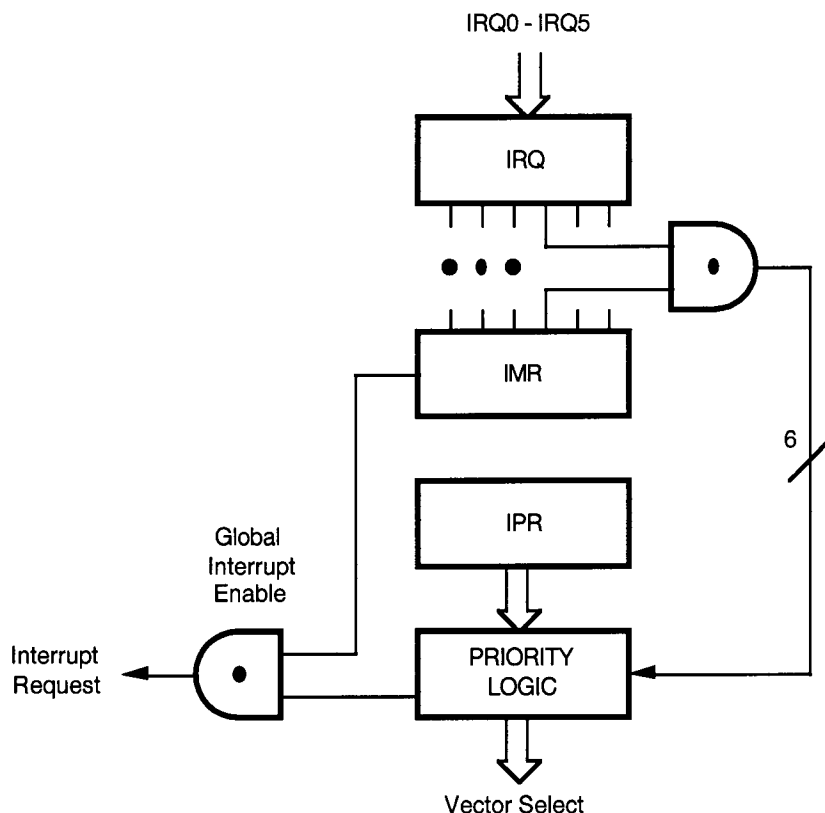 IRQ0 - IRQ5
IRQ
IMR
6
IPR
Global
Interrupt
Enable
Interrupt
Request
PRIORITY
LOGIC
Vector Select